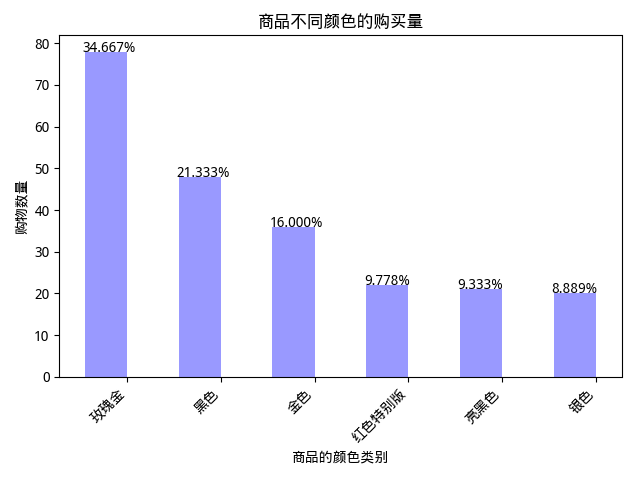 商品不同颜色的购买量
80
70
60
50
40
30
20
10
0
购物数量
34.667%
21.333%
16.000%
9.778%
9.333%
8.889%
玫瑰金
黑色
金色
红色特别版
亮黑色
银色
商品的颜色类别